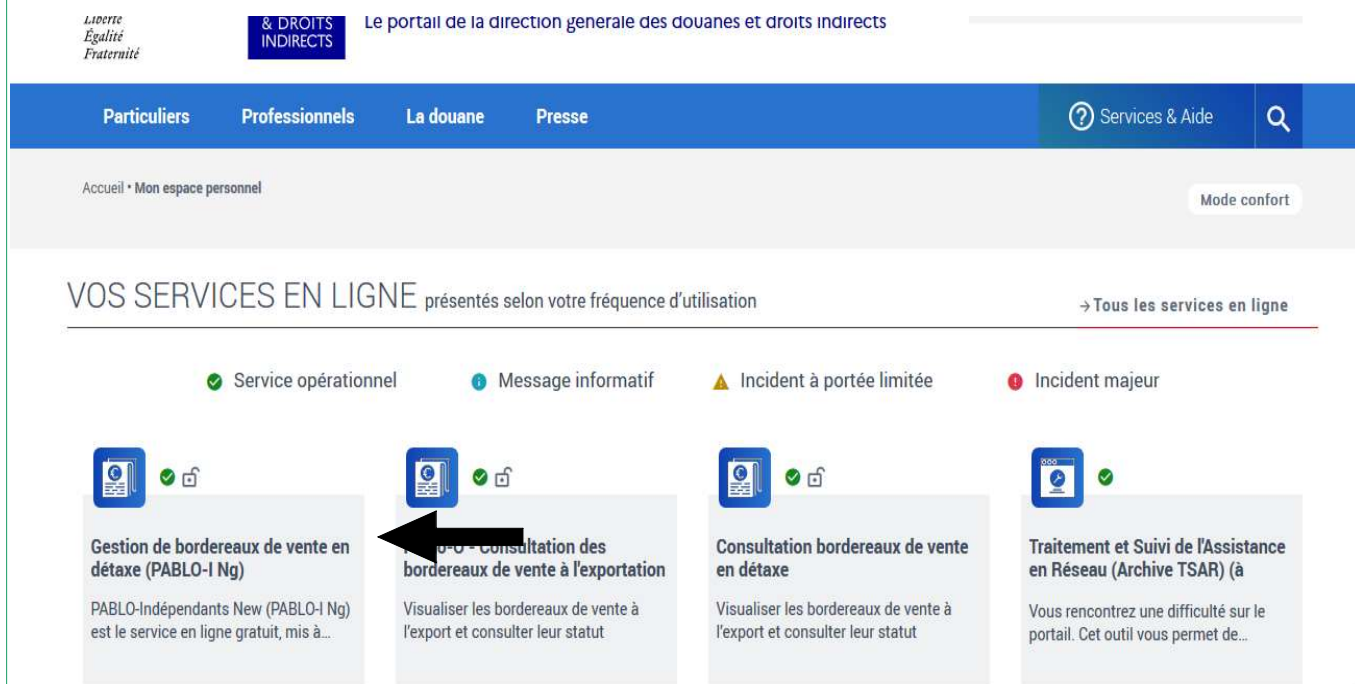 Liberté
Égalité
Fraternité
& DROITS
INDIRECTS
Le portail de la direction générale des douanes et droits indirects
Particuliers
Professionnels
La douane
Presse
Services & Aide
Accueil • Mon espace personnel
Mode confort
VOS SERVICES EN LIGNE présentés selon votre fréquence d'utilisation
→Tous les services en ligne
Service opérationnel
Message informatif
Incident à portée limitée
Incident majeur
Gestion de bordereaux de vente en
détaxe (PABLO-I Ng)
PABLO-Indépendants New (PABLO-I Ng)
est le service en ligne gratuit, mis à...
Consultation des
bordereaux de vente à l'exportation
Visualiser les bordereaux de vente à
l'export et consulter leur statut
Consultation bordereaux de vente
en détaxe
Visualiser les bordereaux de vente à
l'export et consulter leur statut
Traitement et Suivi de l'Assistance
en Réseau (Archive TSAR) (à
Vous rencontrez une difficulté sur le
portail. Cet outil vous permet de...